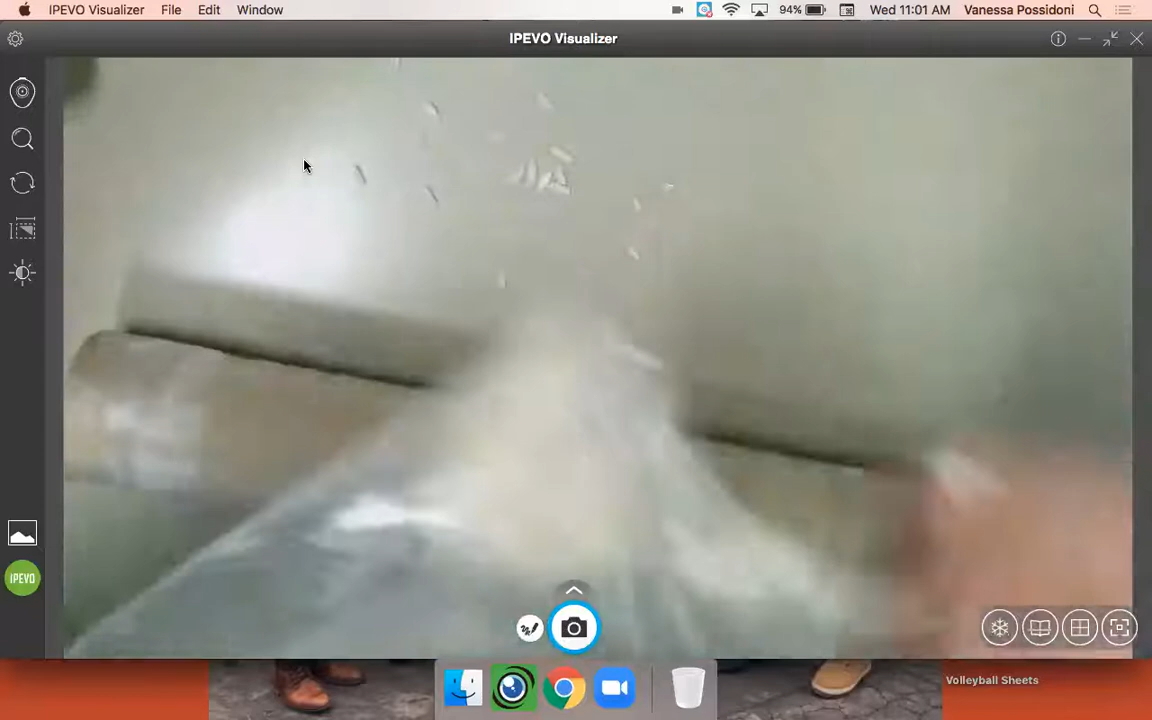 IPEVO Visualizer File Edit Window 94% Wed 11:01 AM Vanessa Possidoni
IPEVO Visualizer
IPEVO
Volleyball Sheets